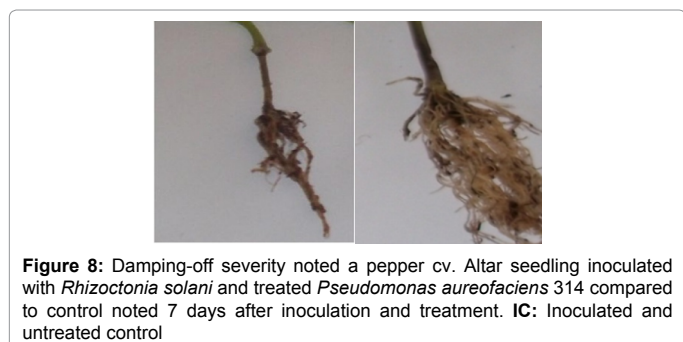 Figure 8: Damping-off severity noted a pepper cv. Altar seedling inoculated
with Rhizoctonia solani and treated Pseudomonas aureofaciens 314 compared
to control noted 7 days after inoculation and treatment. IC: Inoculated and
untreated control